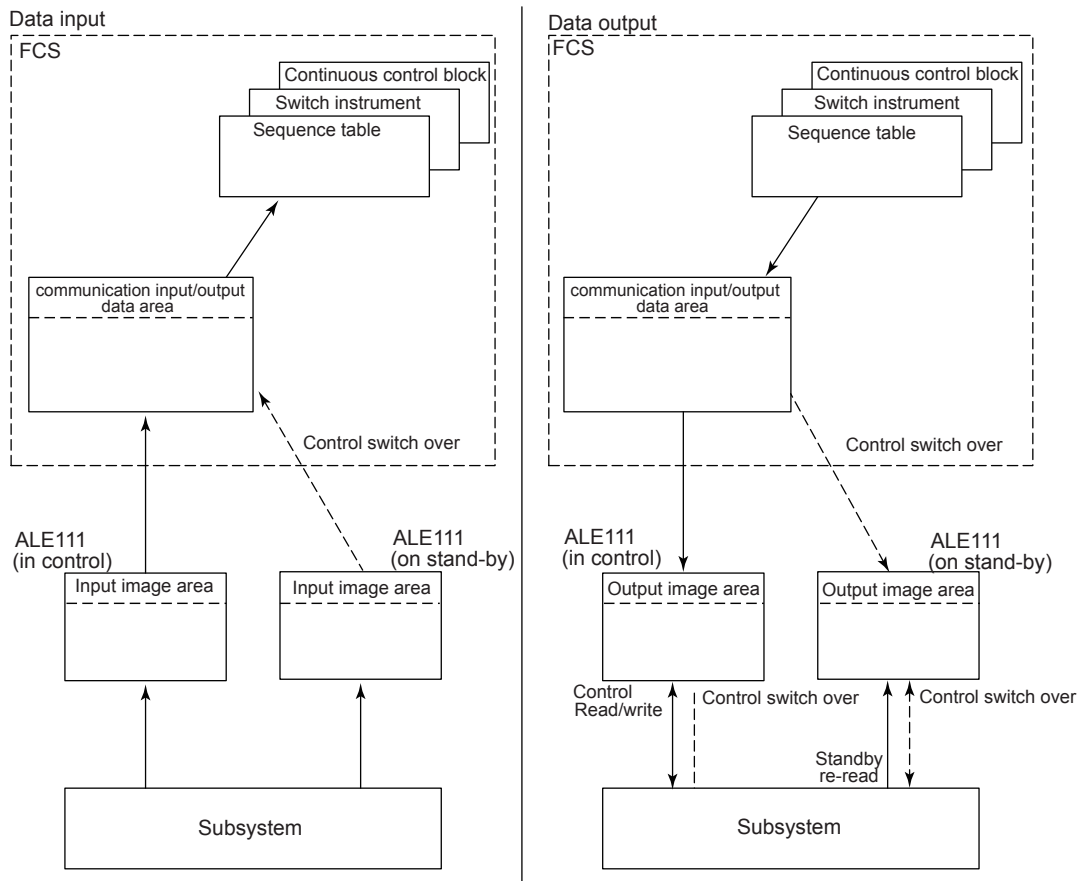 Data input
FCS
Continuous control block
Switch instrument
Sequence table
communication input/output
data area
Control switch over
ALE111
(in control)
ALE111
(on stand-by)
Input image area
Input image area
Subsystem
Data output
FCS
Continuous control block
Switch instrument
Sequence table
communication input/output
data area
Control switch over
ALE111
(in control)
ALE111
(on stand-by)
Output image area
Output image area
Control
Read/write
Control switch over
Control switch over
Standby
re-read
Subsystem